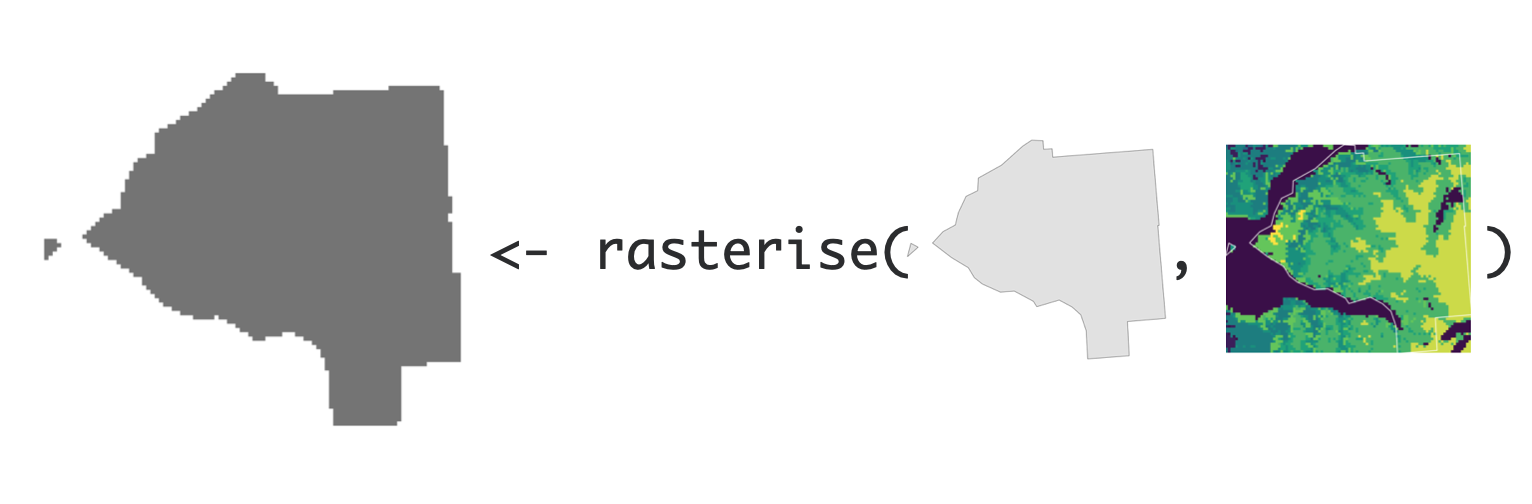 <- rasterise( , )